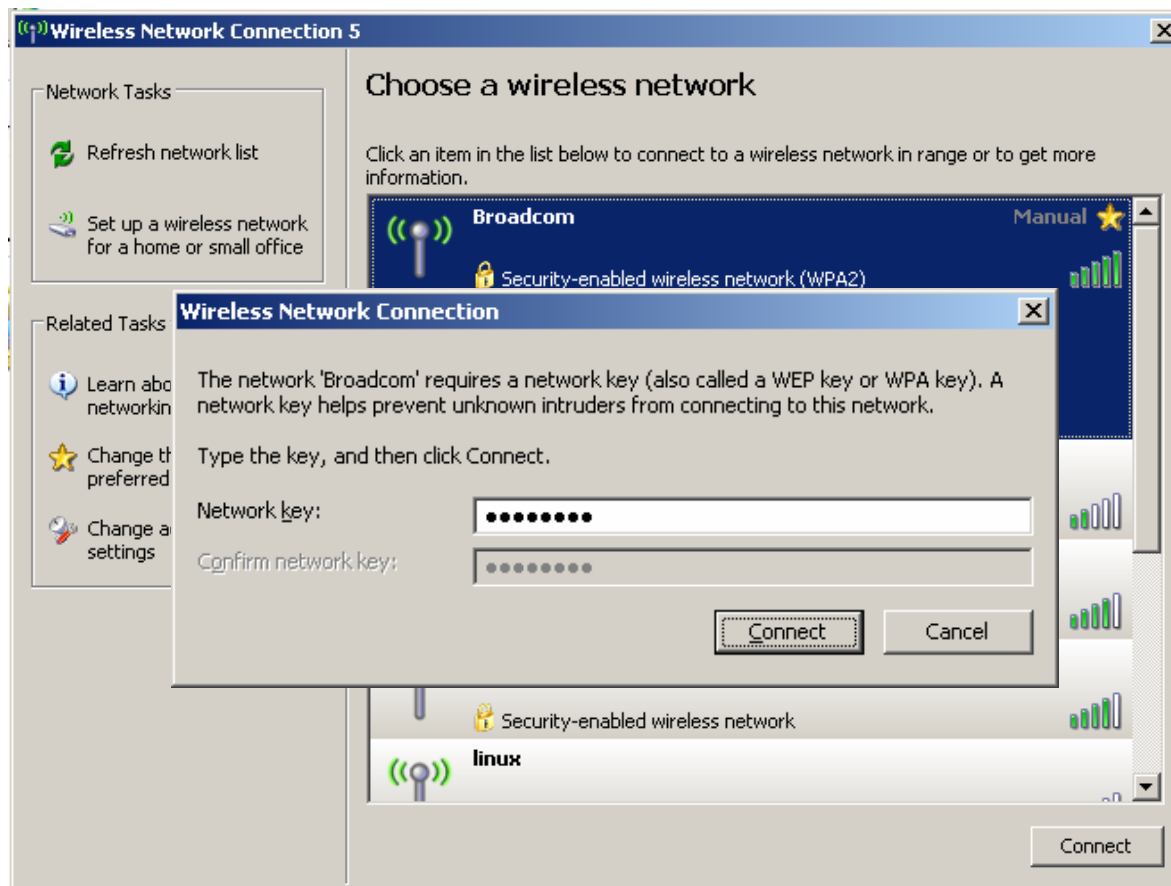 Wireless Network Connection 5
Network Tasks
Refresh network list
Set up a wireless network
for a home or small office
Related Tasks
Learn
networkin
Change
preferred
Change
settings
Choose a wireless network
Click an item in the list below to connect to a wireless network in range or to get more
information.
Broadcom
Manual
Security-enabled wireless network (WPA2)
Wireless Network Connection
The network 'Broadcom' requires a network key (also called a WEP key or WPA key). A
network key helps prevent unknown intruders from connecting to this network.
Type the key, and then click Connect.
Network key:
●●●●●●●●
Confirm network key:
●●●●●●●●
Connect
Cancel
Security-enabled wireless network
linux
Connect